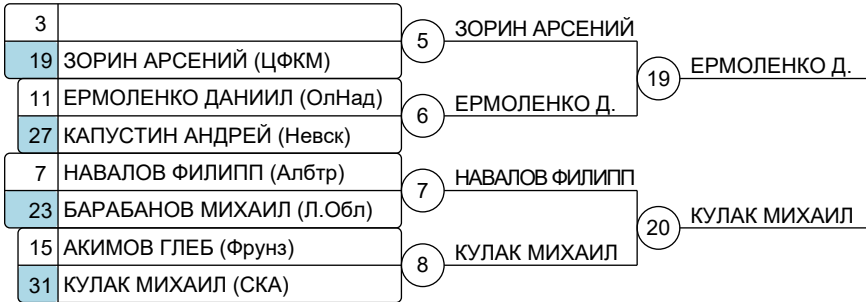 3
5 ЗОРИН АРСЕНИЙ
19 ЗОРИН АРСЕНИЙ (ЦФКМ)
19 ЕРМОЛЕНКО Д.
11 ЕРМОЛЕНКО ДАНИИЛ (ОлНад)
6 ЕРМОЛЕНКО Д.
27 КАПУСТИН АНДРЕЙ (Невск)
7 НАВАЛОВ ФИЛИПП (Албтр)
7 НАВАЛОВ ФИЛИПП
23 БАРАБАНОВ МИХАИЛ (Л.Обл)
20 КУЛАК МИХАИЛ
15 АКИМОВ ГЛЕБ (Фрунз)
8 КУЛАК МИХАИЛ
31 КУЛАК МИХАИЛ (СКА)